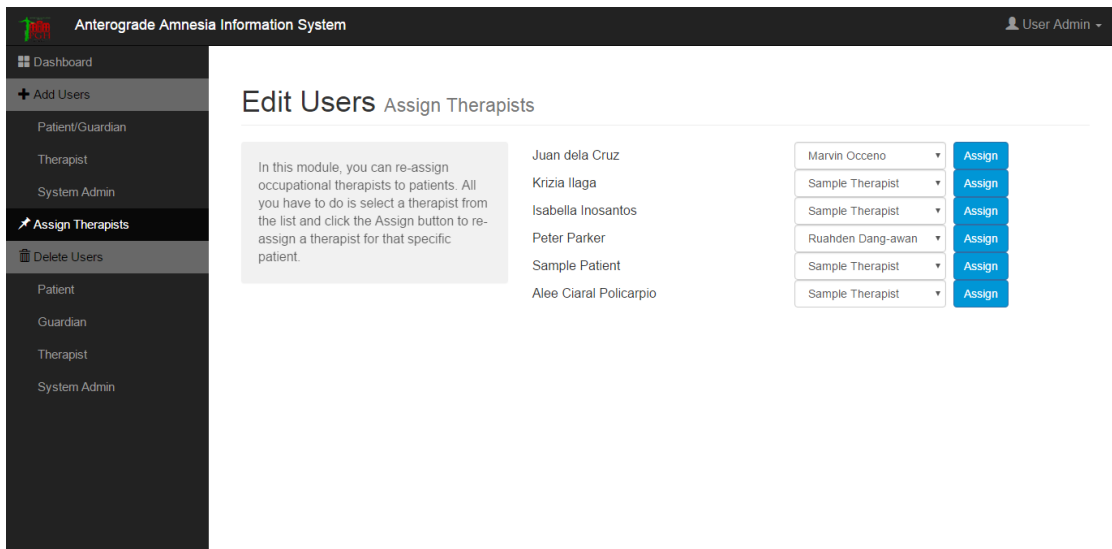 Anterograde Amnesia Information System
User Admin
Dashboard
Add Users
Patient/Guardian
Therapist
System Admin
Assign Therapists
Delete Users
Patient
Guardian
Therapist
System Admin
Edit Users Assign Therapists
In this module, you can re-assign
occupational therapists to patients. All
you have to do is select a therapist from
the list and click the Assign button to re-
assign a therapist for that specific
patient.
Juan dela Cruz Marvin Occeno Assign
Krizia Ilaga Sample Therapist Assign
Isabella Inosantos Sample Therapist Assign
Peter Parker Ruahden Dang-awan Assign
Sample Patient Sample Therapist Assign
Alee Ciaral Policarpio Sample Therapist Assign